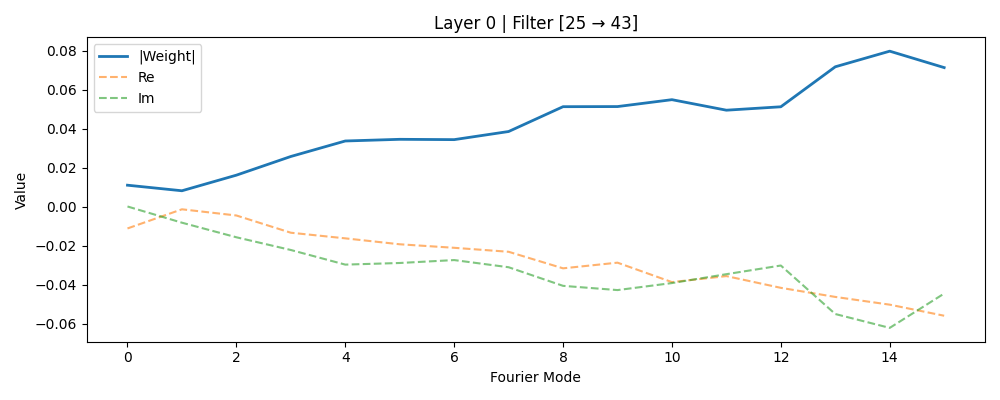 Layer 0 | Filter [25 → 43]
|Weight|
Re
Im
0.08
0.06
0.04
0.02
0.00
−0.02
−0.04
−0.06
Value
0 2 4 6 8 10 12 14
Fourier Mode